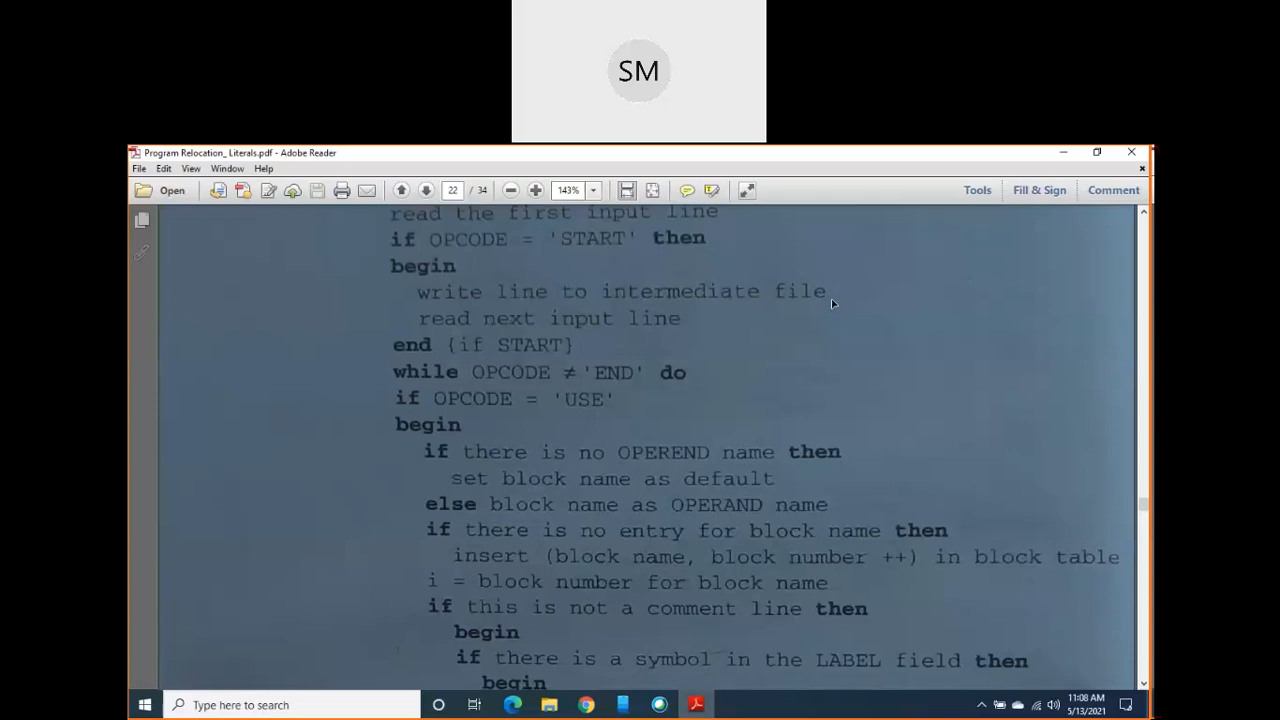 SM
Program Relocation_ Literals.pdf - Adobe Reader
File Edit View Window Help
Open 22 / 34 143% Tools Fill & Sign Comment
read the first input line
if OPCODE = 'START' then
begin
write line to intermediate file
read next input line
end {if START}
while OPCODE ≠ 'END' do
if OPCODE = 'USE'
begin
if there is no OPEREND name then
set block name as default
else block name as OPERAND name
if there is no entry for block name then
insert (block name, block number ++) in block table
i = block number for block name
if this is not a comment line then
begin
if there is a symbol in the LABEL field then
begin
Type here to search
11:08 AM
5/13/2021